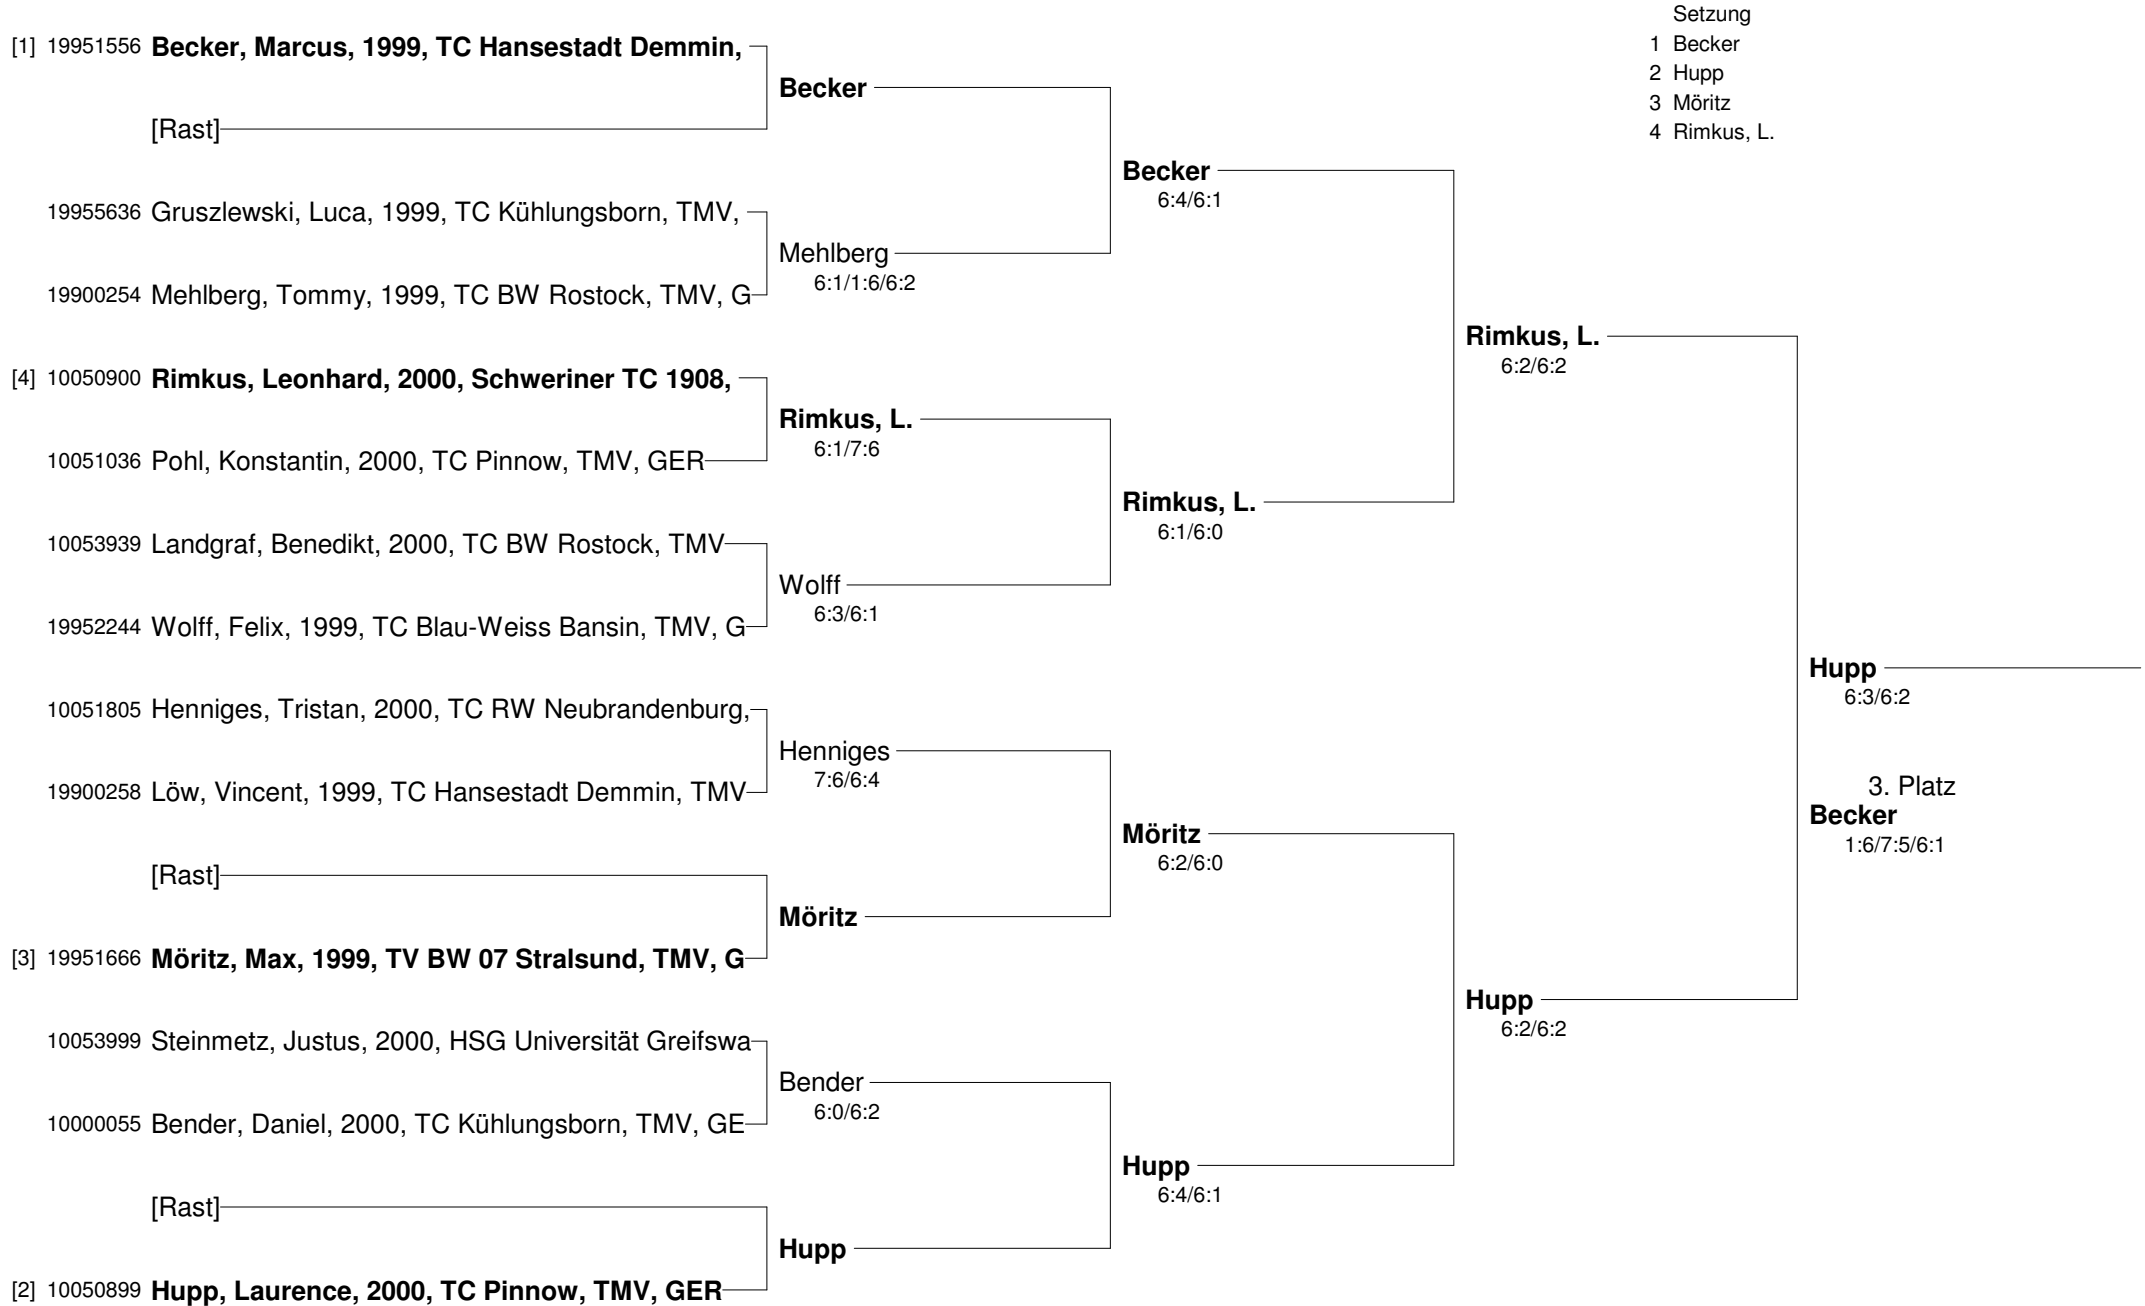 Setzung
1 Becker
2 Hupp
3 Möritz
4 Rimkus, L.
[1] 19951556 Becker, Marcus, 1999, TC Hansestadt Demmin,
[Rast]
19955636 Gruszlewski, Luca, 1999, TC Kühlungsborn, TMV,
19900254 Mehlberg, Tommy, 1999, TC BW Rostock, TMV, G
[4] 10050900 Rimkus, Leonhard, 2000, Schweriner TC 1908,
10051036 Pohl, Konstantin, 2000, TC Pinnow, TMV, GER
10053939 Landgraf, Benedikt, 2000, TC BW Rostock, TMV
19952244 Wolff, Felix, 1999, TC Blau-Weiss Bansin, TMV, G
10051805 Henniges, Tristan, 2000, TC RW Neubrandenburg,
19900258 Löw, Vincent, 1999, TC Hansestadt Demmin, TMV
[Rast]
[3] 19951666 Möritz, Max, 1999, TV BW 07 Stralsund, TMV, G
10053999 Steinmetz, Justus, 2000, HSG Universität Greifswa
10000055 Bender, Daniel, 2000, TC Kühlungsborn, TMV, GE
[Rast]
[2] 10050899 Hupp, Laurence, 2000, TC Pinnow, TMV, GER
Becker
Mehlberg
6:1/1:6/6:2
Rimkus, L.
6:1/7:6
Wolff
6:3/6:1
Henniges
7:6/6:4
Möritz
Bender
6:0/6:2
Hupp
Becker
6:4/6:1
Rimkus, L.
6:1/6:0
Möritz
6:2/6:0
Hupp
6:4/6:1
Rimkus, L.
6:2/6:2
Hupp
6:2/6:2
Hupp
6:3/6:2
3. Platz
Becker
1:6/7:5/6:1